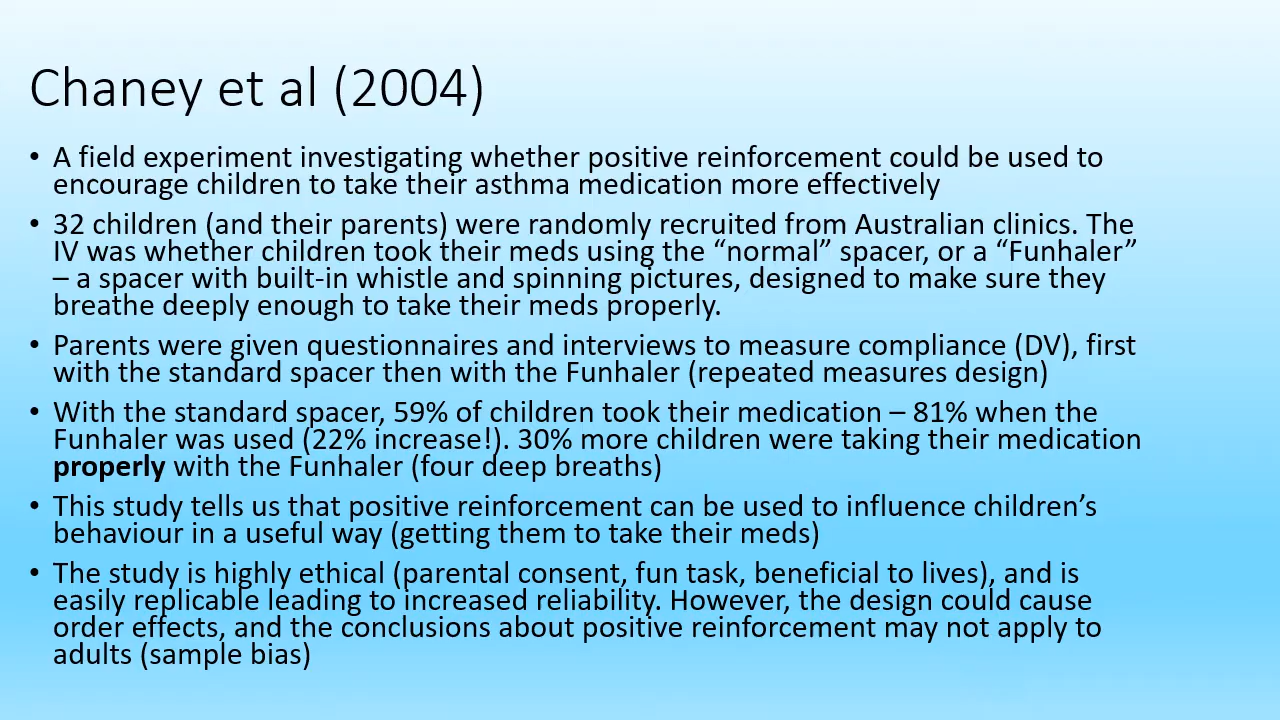 Chaney et al (2004)
• A field experiment investigating whether positive reinforcement could be used to
encourage children to take their asthma medication more effectively
• 32 children (and their parents) were randomly recruited from Australian clinics. The
IV was whether children took their meds using the “normal” spacer, or a “Funhaler”
– a spacer with built-in whistle and spinning pictures, designed to make sure they
breathe deeply enough to take their meds properly.
• Parents were given questionnaires and interviews to measure compliance (DV), first
with the standard spacer then with the Funhaler (repeated measures design)
• With the standard spacer, 59% of children took their medication – 81% when the
Funhaler was used (22% increase!). 30% more children were taking their medication
properly with the Funhaler (four deep breaths)
• This study tells us that positive reinforcement can be used to influence children’s
behaviour in a useful way (getting them to take their meds)
• The study is highly ethical (parental consent, fun task, beneficial to lives), and is
easily replicable leading to increased reliability. However, the design could cause
order effects, and the conclusions about positive reinforcement may not apply to
adults (sample bias)